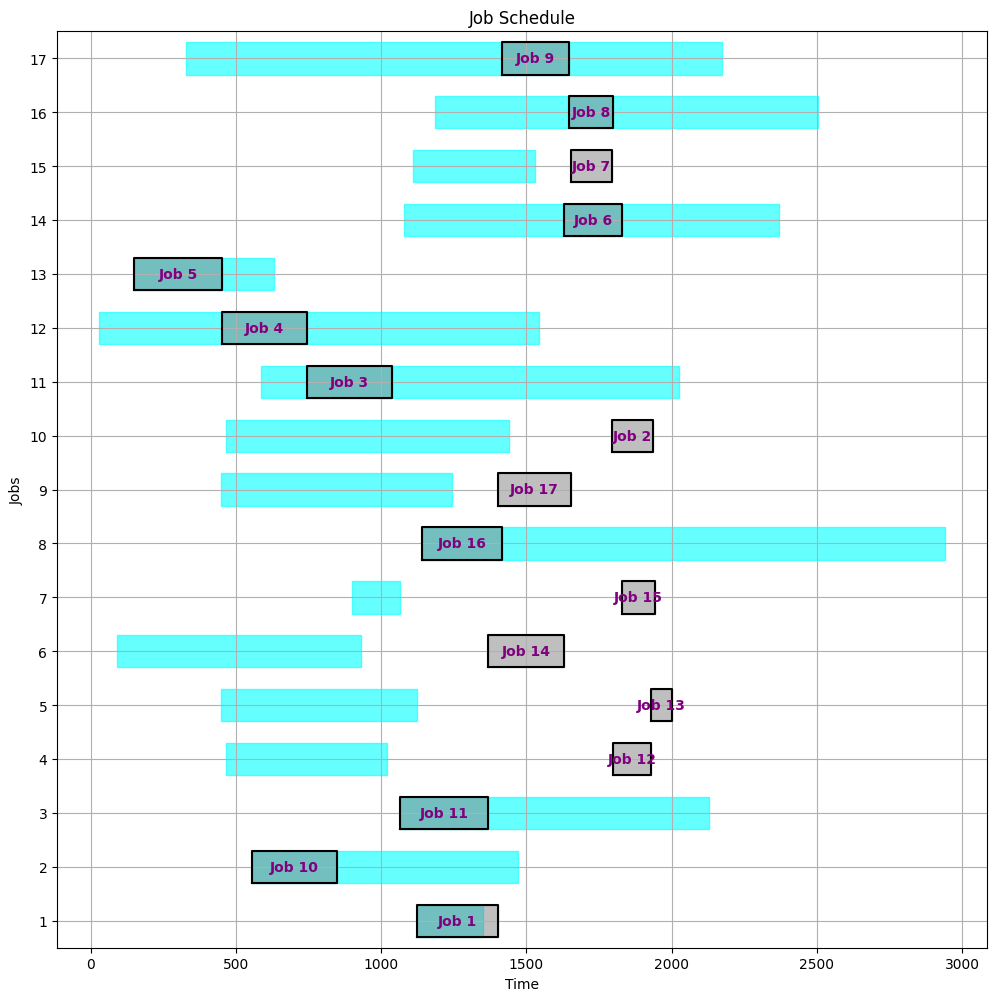 Job Schedule
Jobs
17
Job 9
16
Job 8
15
Job 7
14
Job 6
13
Job 5
12
Job 4
11
Job 3
10
Job 2
9
Job 17
8
Job 16
7
Job 15
6
Job 14
5
Job 13
4
Job 12
3
Job 11
2
Job 10
1
Job 1
0 500 1000 1500 2000 2500 3000
Time